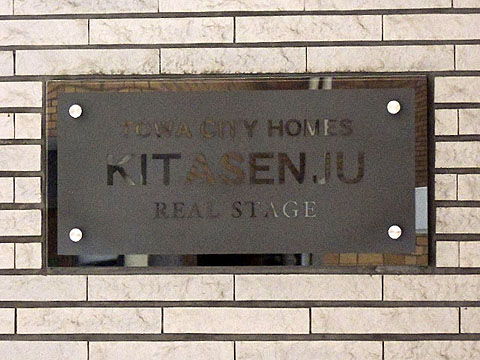 TOWA CITY HOMES
KITASENJU
REAL STAGE